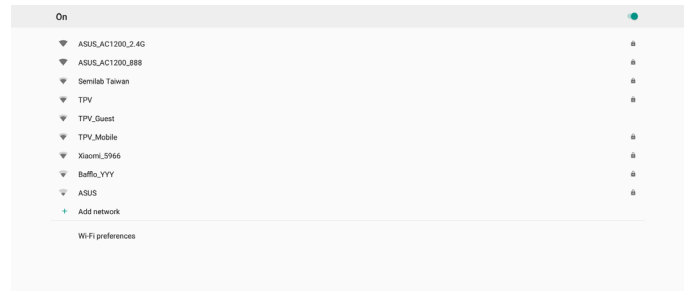 On
ASUS_AC1200_2.4G
ASUS_AC1200_888
Semilab Taiwan
TPV
TPV_Guest
TPV_Mobile
Xiaomi_5966
Bafflo_YYY
ASUS
+ Add network
Wi-Fi preferences